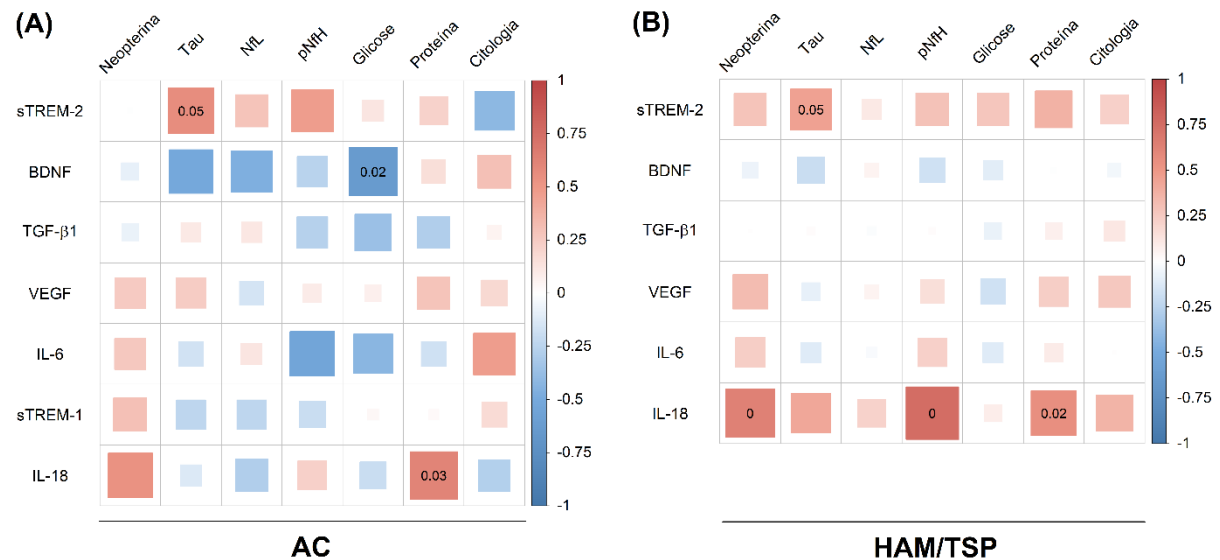 (A)
Neopterina Tau NfL pNfH Glicose Proteína Citologia
sTREM-2 0.05
BDNF 0.02
TGF-β1
VEGF
IL-6
sTREM-1
IL-18 0.03
1
0.75
0.5
0.25
0
-0.25
-0.5
-0.75
-1
AC
(B)
Neopterina Tau NfL pNfH Glicose Proteína Citologia
sTREM-2 0.05
BDNF
TGF-β1
VEGF
IL-6
IL-18 0 0 0.02
1
0.75
0.5
0.25
0
-0.25
-0.5
-0.75
-1
HAM/TSP